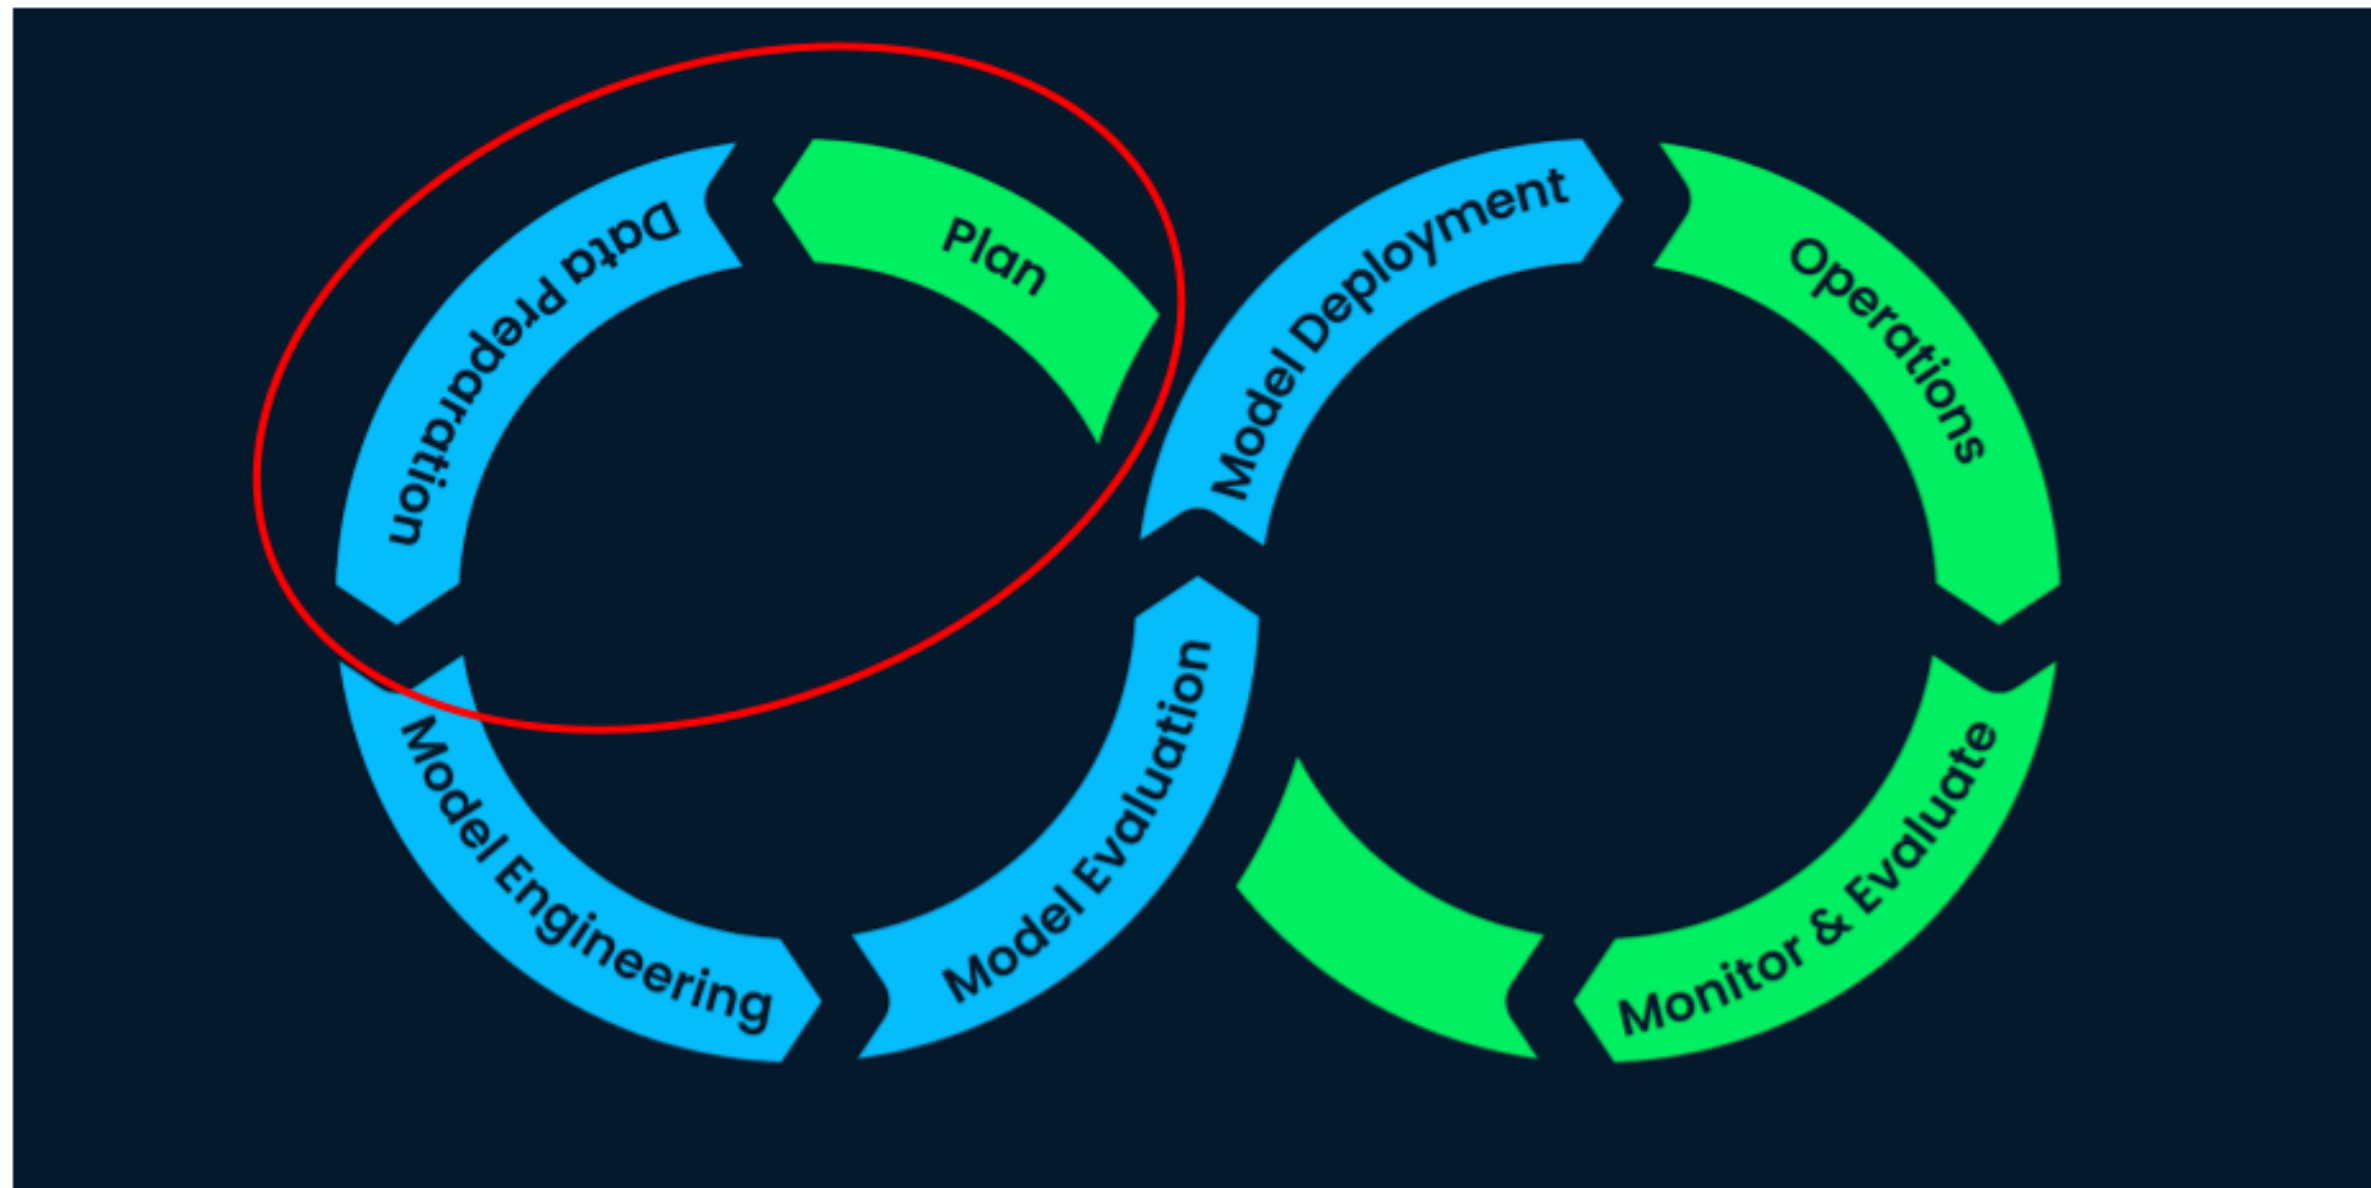 Plan
Data Preparation
Model Engineering
Model Evaluation
Model Deployment
Operations
Monitor & Evaluate